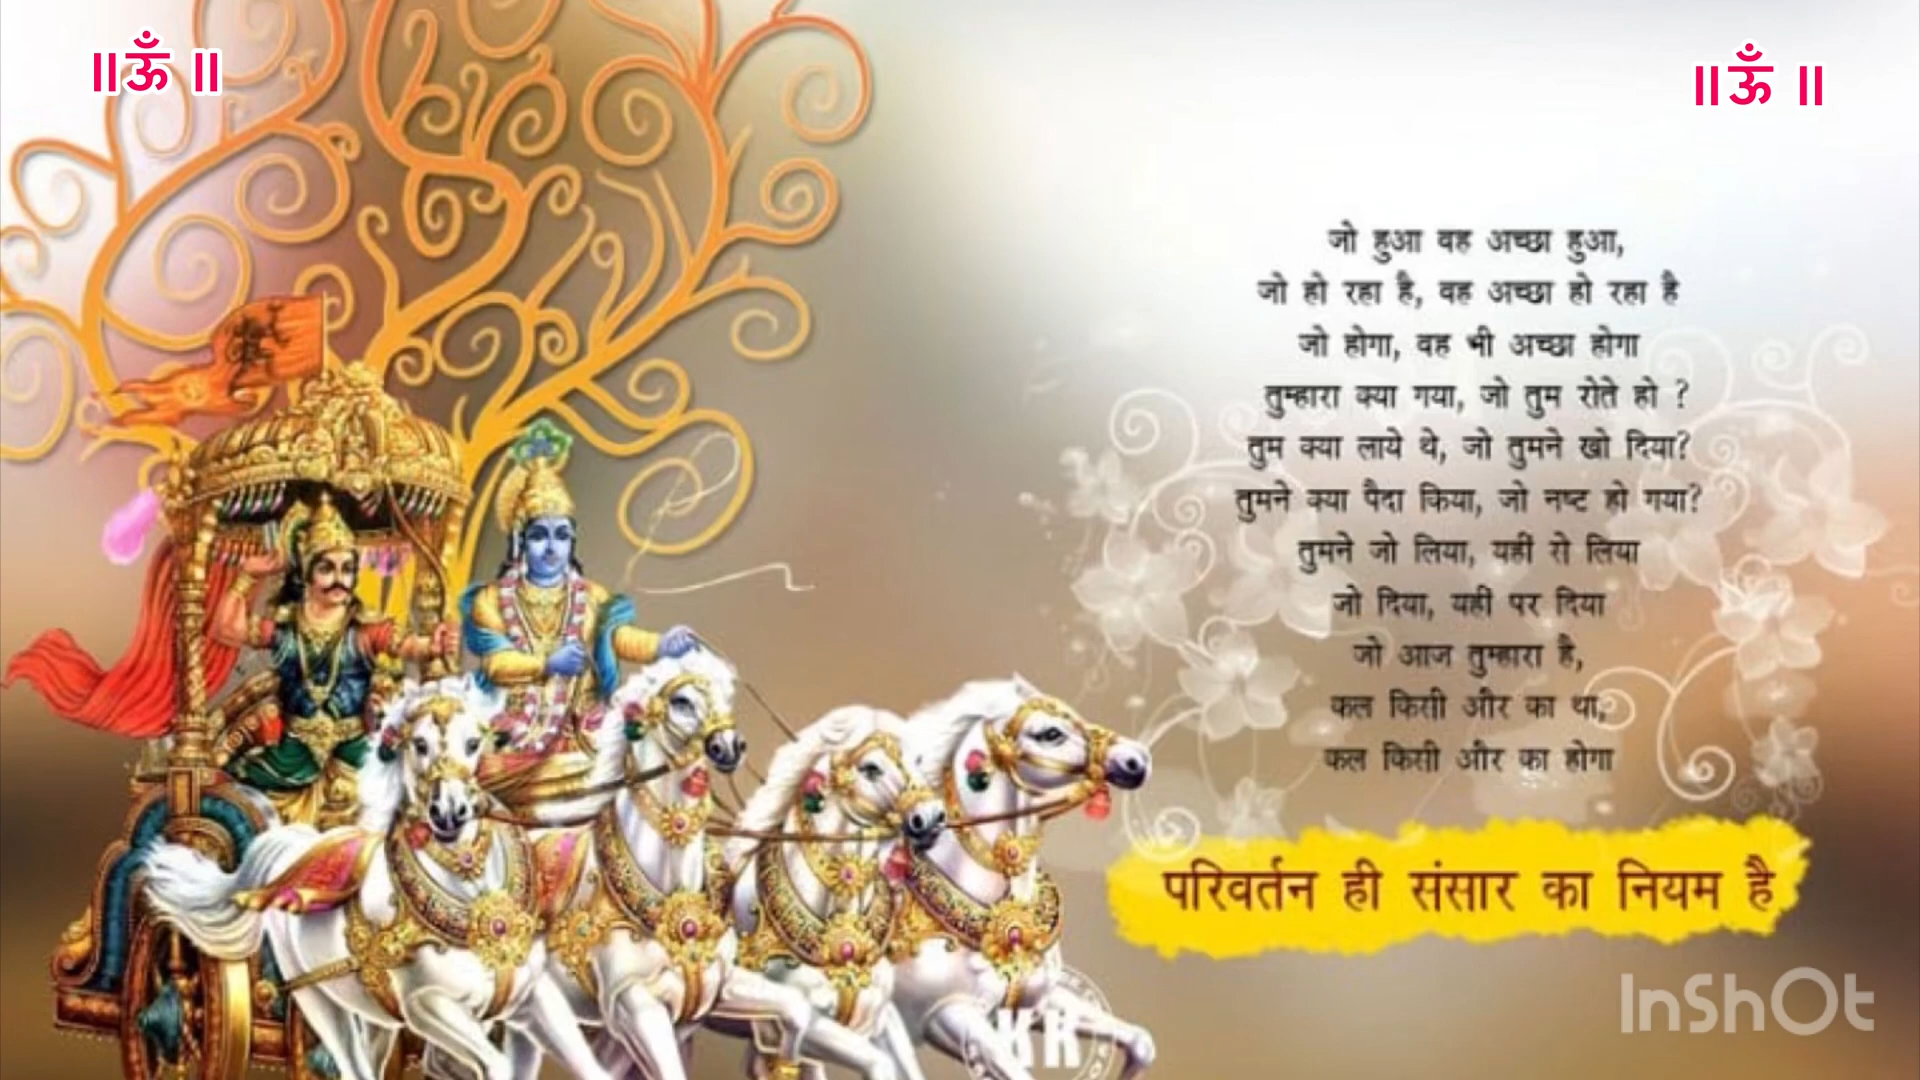 ॥ॐ ॥
॥ॐ ॥
जो हुआ वह अच्छा हुआ,
जो हो रहा है, वह अच्छा हो रहा है
जो होगा, वह भी अच्छा होगा
तुम्हारा क्या गया, जो तुम रोते हो ?
तुम क्या लाये थे, जो तुमने खो दिया?
तुमने क्या पैदा किया, जो नष्ट हो गया?
तुमने जो लिया, यहीं से लिया
जो दिया, यहीं पर दिया
जो आज तुम्हारा है,
कल किसी और का था,
कल किसी और का होगा
परिवर्तन ही संसार का नियम है
InShOt
KR